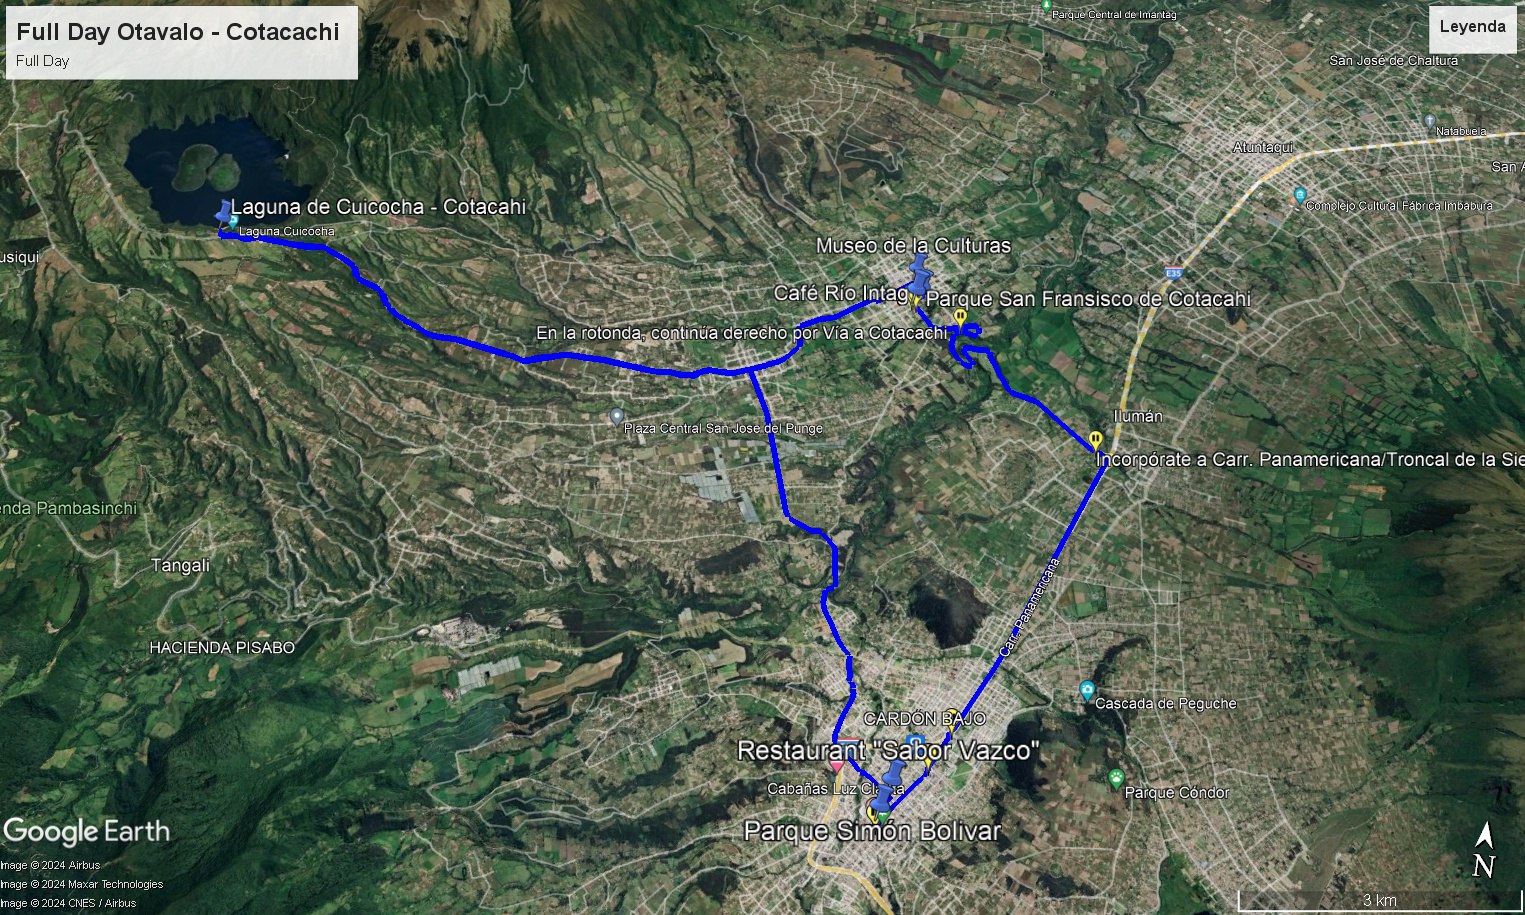 Full Day Otavalo - Cotacachi
Full Day
Leyenda
Parque Central de Imantag
San José de Chaltura
Natabuela
Atuntaqui
San A
Complejo Cultural Fábrica Imbabura
Laguna de Cuicocha - Cotacahi
Laguna Cuicocha
usiqui
Museo de la Culturas
E35
Café Río Intag
Parque San Fransisco de Cotacahi
En la rotonda, continúa derecho por Vía a Cotacachi
Ilumán
Plaza Central San Jose del Punge
Incorpórate a Carr. Panamericana/Troncal de la Sie
enda Pambasinchi
Tangali
Carr. Panamericana
HACIENDA PISABO
Cascada de Peguche
CARDÓN BAJO
Restaurant "Sabor Vazco"
Cabañas Luz Cl
Parque Cóndor
Parque Simón Bolivar
Google Earth
Image © 2024 Airbus
Image © 2024 Maxar Technologies
Image © 2024 CNES / Airbus
N
3 km